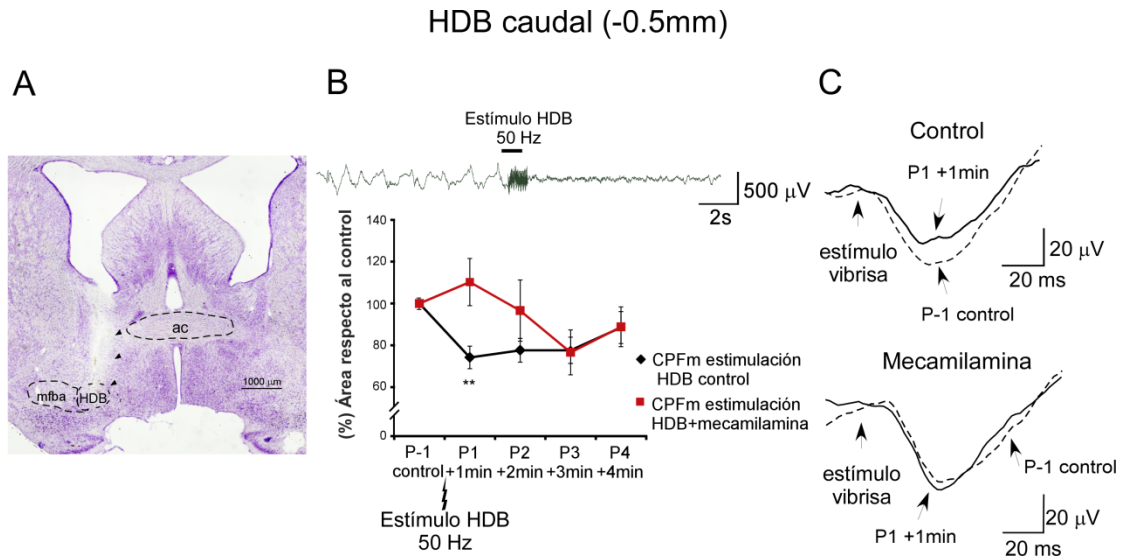 HDB caudal (-0.5mm)
A
ac
1000 µm
mfba
HDB
B
Estímulo HDB
50 Hz
500 µV
2s
(%) Área respecto al control
140
120
100
80
60
0
**
CPFm estimulación
HDB control
CPFm estimulación
HDB+mecamilamina
P-1 P1 P2 P3 P4
control +1min +2min +3min +4min
Estímulo HDB
50 Hz
C
Control
P1 +1min
estímulo
vibrisa
20 µV
20 ms
P-1 control
Mecamilamina
estímulo
vibrisa
P-1 control
P1 +1min
20 µV
20 ms